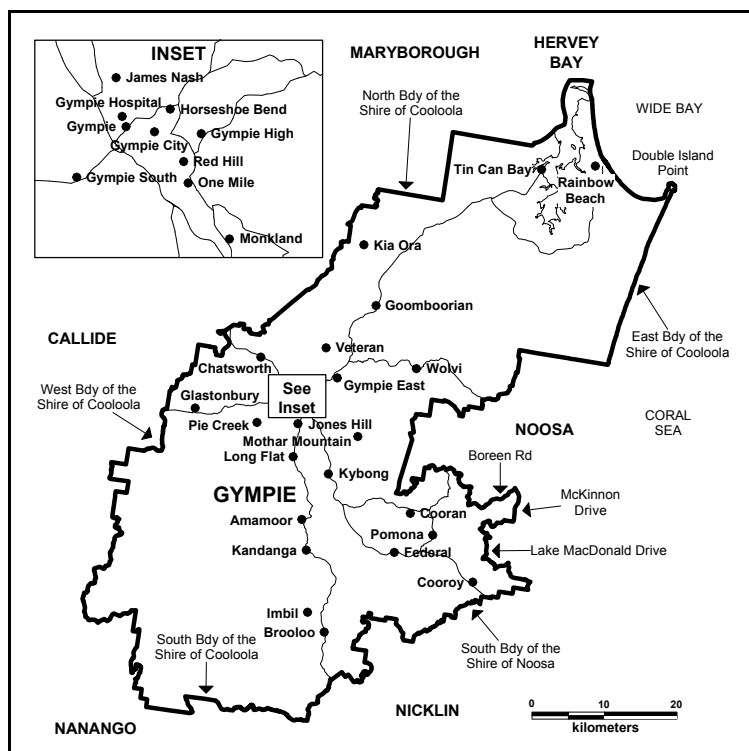 INSET
James Nash
Gympie Hospital
Horseshoe Bend
Gympie
Gympie City
Gympie High
Red Hill
Gympie South
One Mile
Monkland
MARYBOROUGH
HERVEY
BAY
North Bdy of the
Shire of Cooloola
WIDE BAY
Double Island
Point
Tin Can Bay
Rainbow
Beach
Kia Ora
Goomboorian
East Bdy of the
Shire of Cooloola
CALLIDE
Veteran
Chatsworth
Wolvi
West Bdy of the
Shire of Cooloola
Gympie East
Glastonbury
See
Inset
CORAL
SEA
Pie Creek
Jones Hill
NOOSA
Mothar Mountain
Long Flat
Boreen Rd
Kybong
GYMPIE
McKinnon
Drive
Cooran
Amamoor
Pomona
Kandanga
Federal
Lake MacDonald Drive
Cooroy
Imbil
Brooloo
South Bdy of the
Shire of Cooloola
South Bdy of the
Shire of Noosa
NICKLIN
NANANGO
0 10 20
kilometers